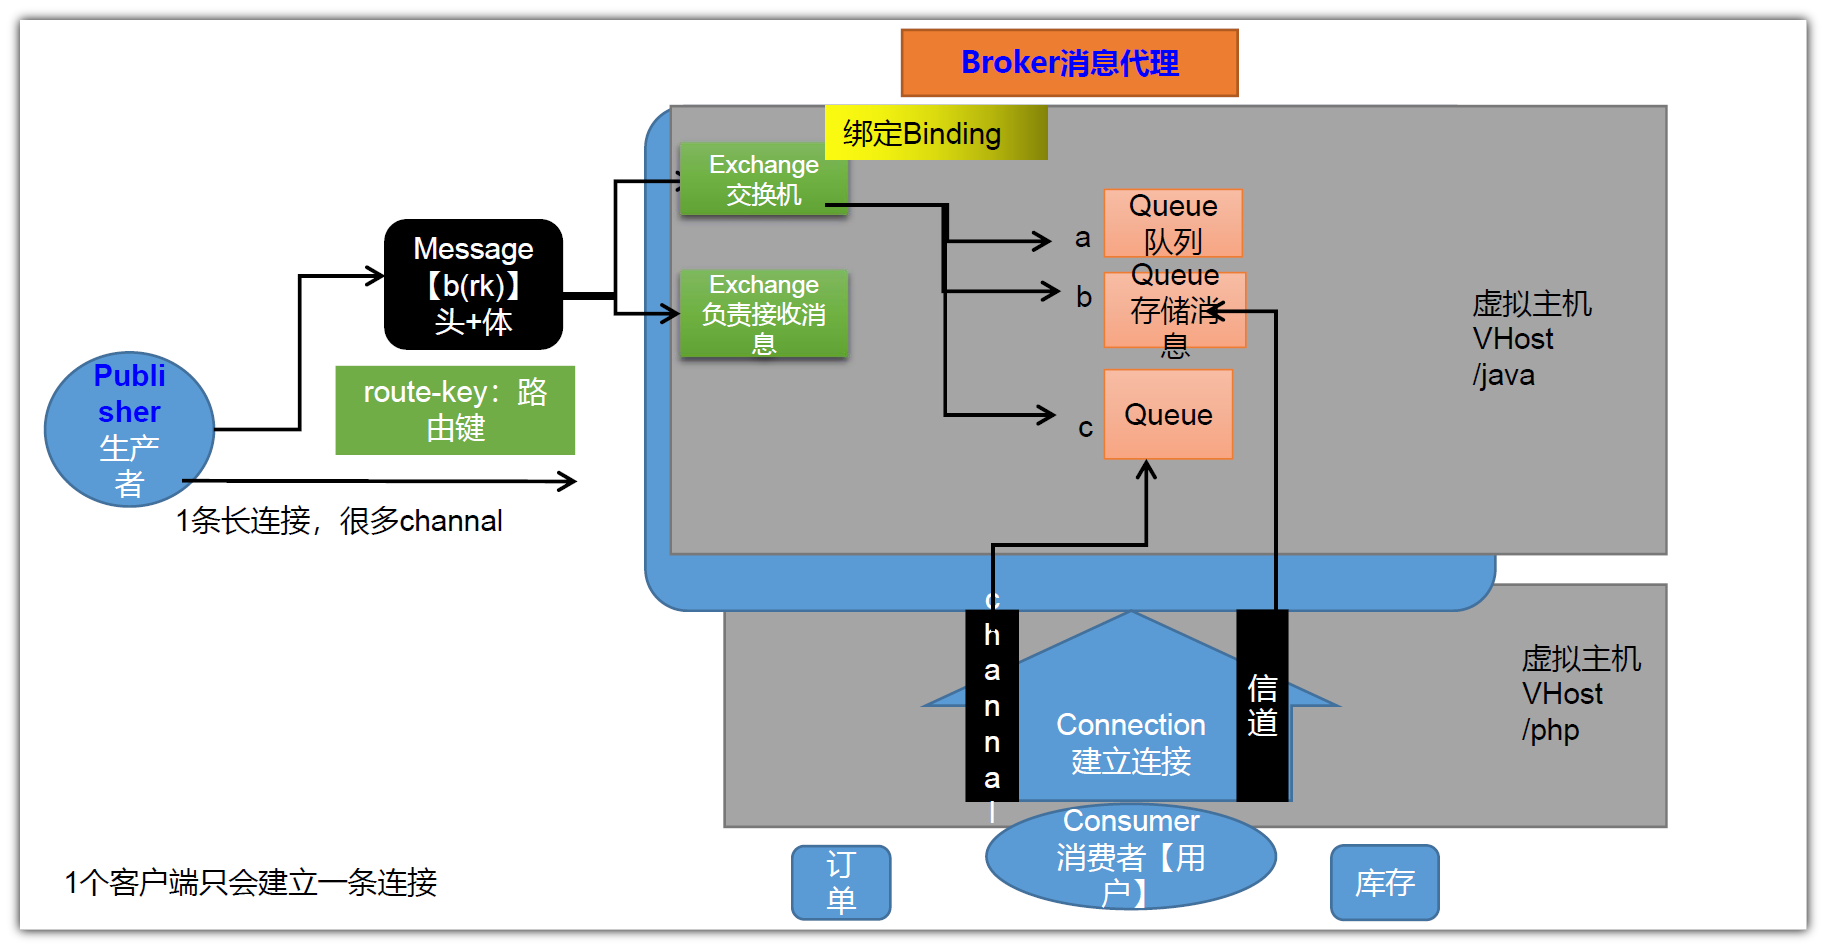 Broker消息代理
绑定Binding
Exchange
交换机
Message
【b(rk)】
头+体
Exchange
负责接收消
息
a
Queue
队列
b
Queue
存储消
息
c
Queue
虚拟主机
VHost
/java
Publi
sher
生产
者
route-key：路
由键
1条长连接，很多channal
channal
信
道
Connection
建立连接
虚拟主机
VHost
/php
Consumer
消费者【用
户】
订
单
库存
1个客户端只会建立一条连接